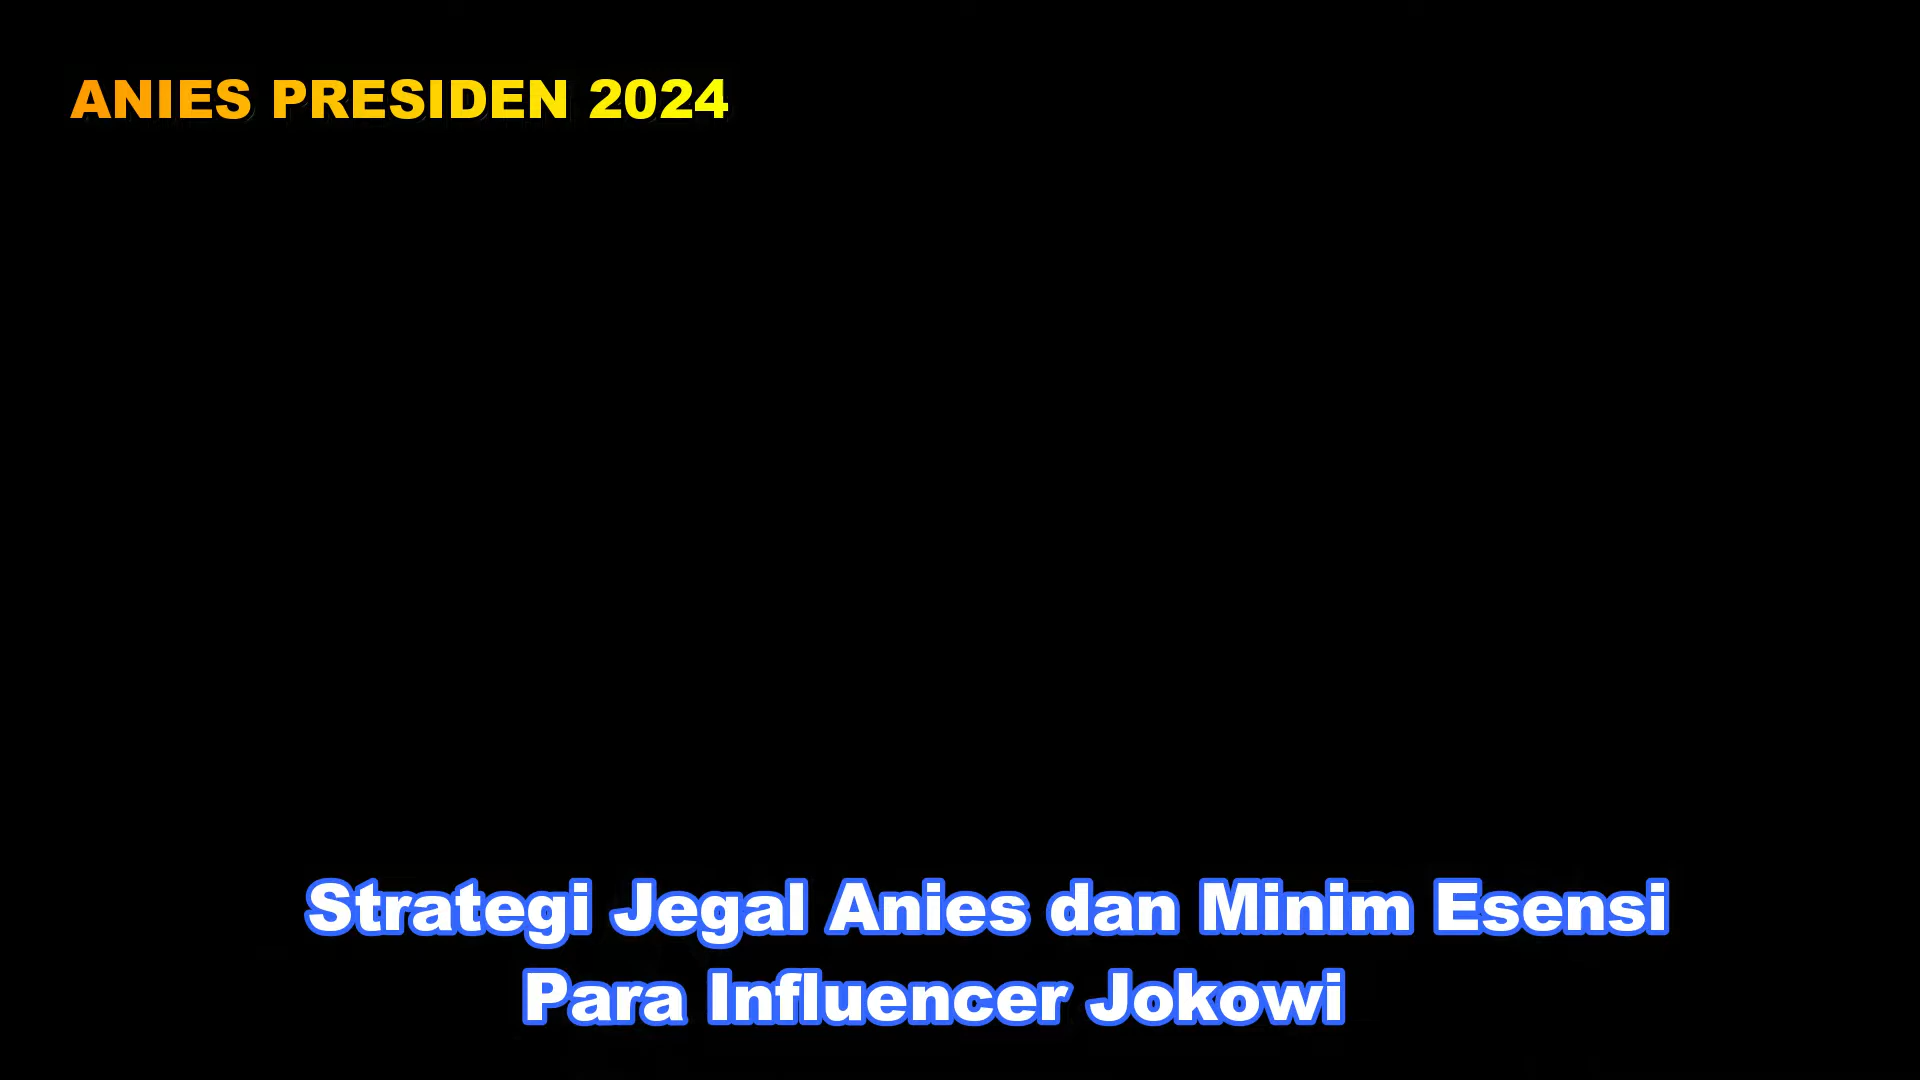 ANIES PRESIDEN 2024
Strategi Jegal Anies dan Minim Esensi
Para Influencer Jokowi